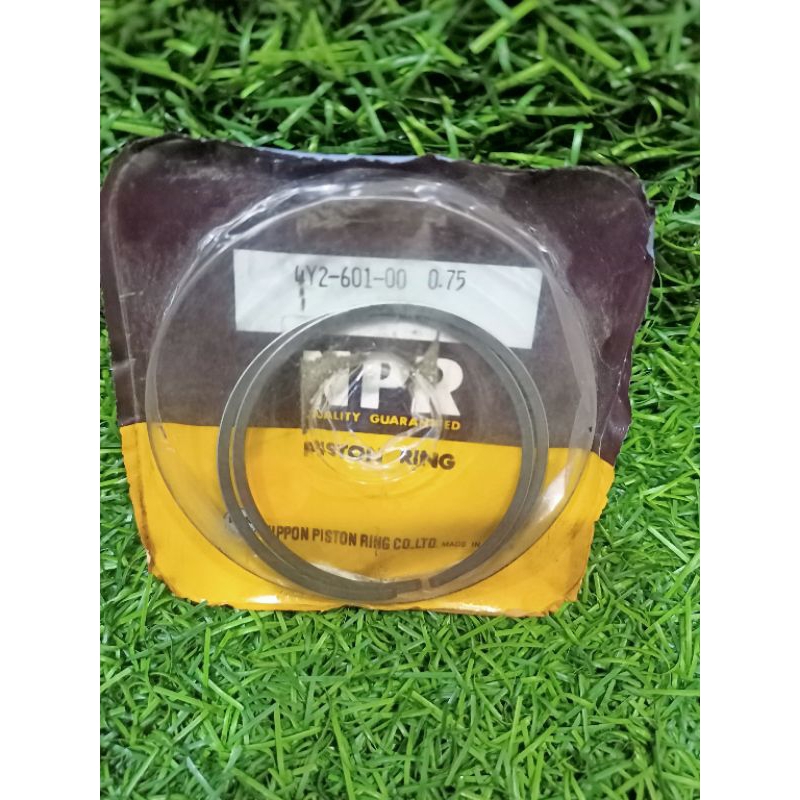 4Y2-601-00 0.75
NPR
QUALITY GUARANTEED
PISTON RING
NIPPON PISTON RING CO.,LTD. MADE IN